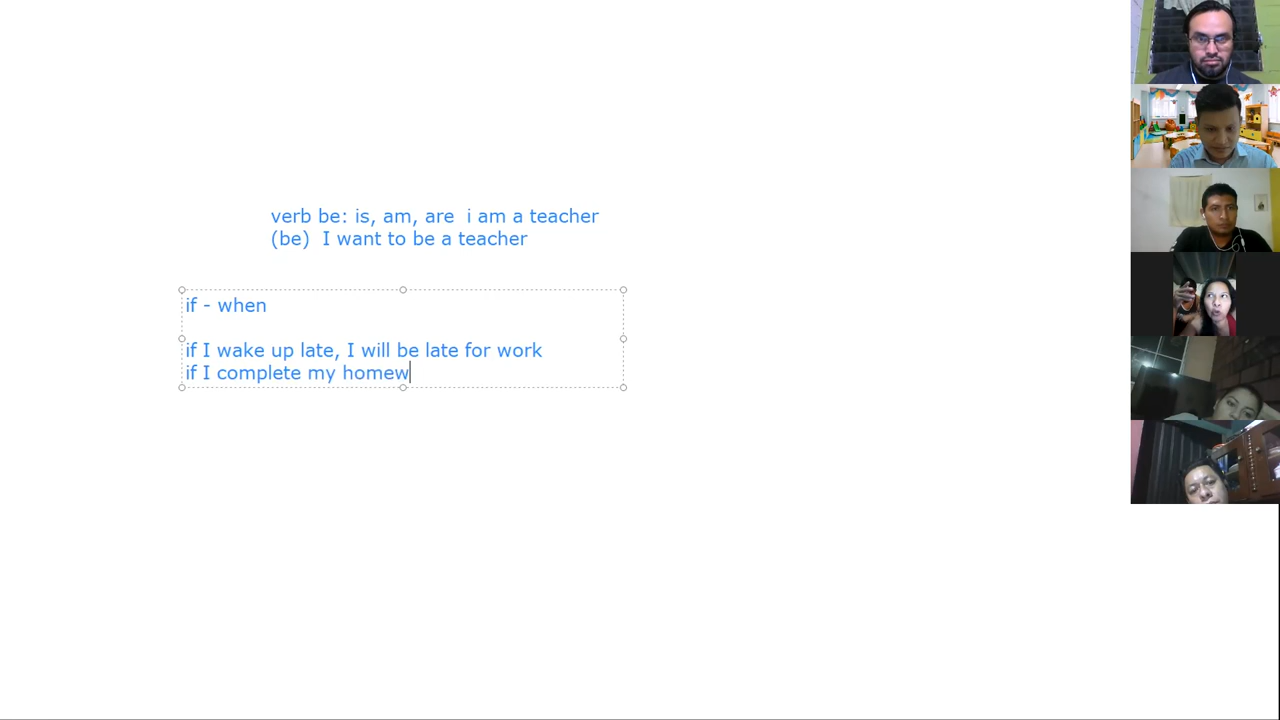 verb be: is, am, are  i am a teacher
(be)  I want to be a teacher
if - when
if I wake up late, I will be late for work
if I complete my homew